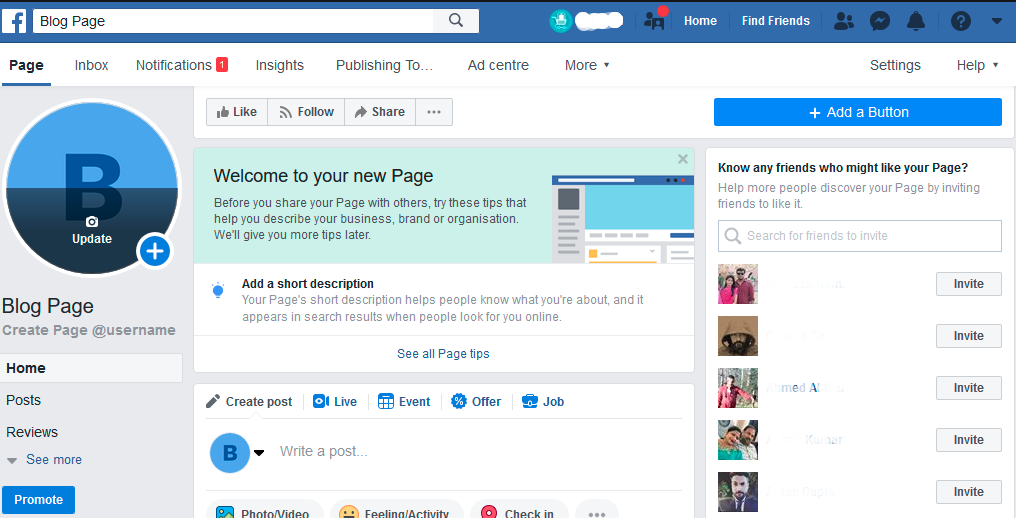 Blog Page
Home
Find Friends
Page
Inbox
Notifications 1
Insights
Publishing To…
Ad centre
More
Settings
Help
Like
Follow
Share
+ Add a Button
B
Update
Blog Page
Create Page @username
Home
Posts
Reviews
See more
Promote
Welcome to your new Page
Before you share your Page with others, try these tips that
help you describe your business, brand or organisation.
We'll give you more tips later.
Add a short description
Your Page's short description helps people know what you're about, and it
appears in search results when people look for you online.
See all Page tips
Create post
Live
Event
Offer
Job
B
Write a post...
Photo/Video
Feeling/Activity
Check in
Know any friends who might like your Page?
Help more people discover your Page by inviting
friends to like it.
Search for friends to invite
Invite
Invite
Invite
Kumar Invite
Invite